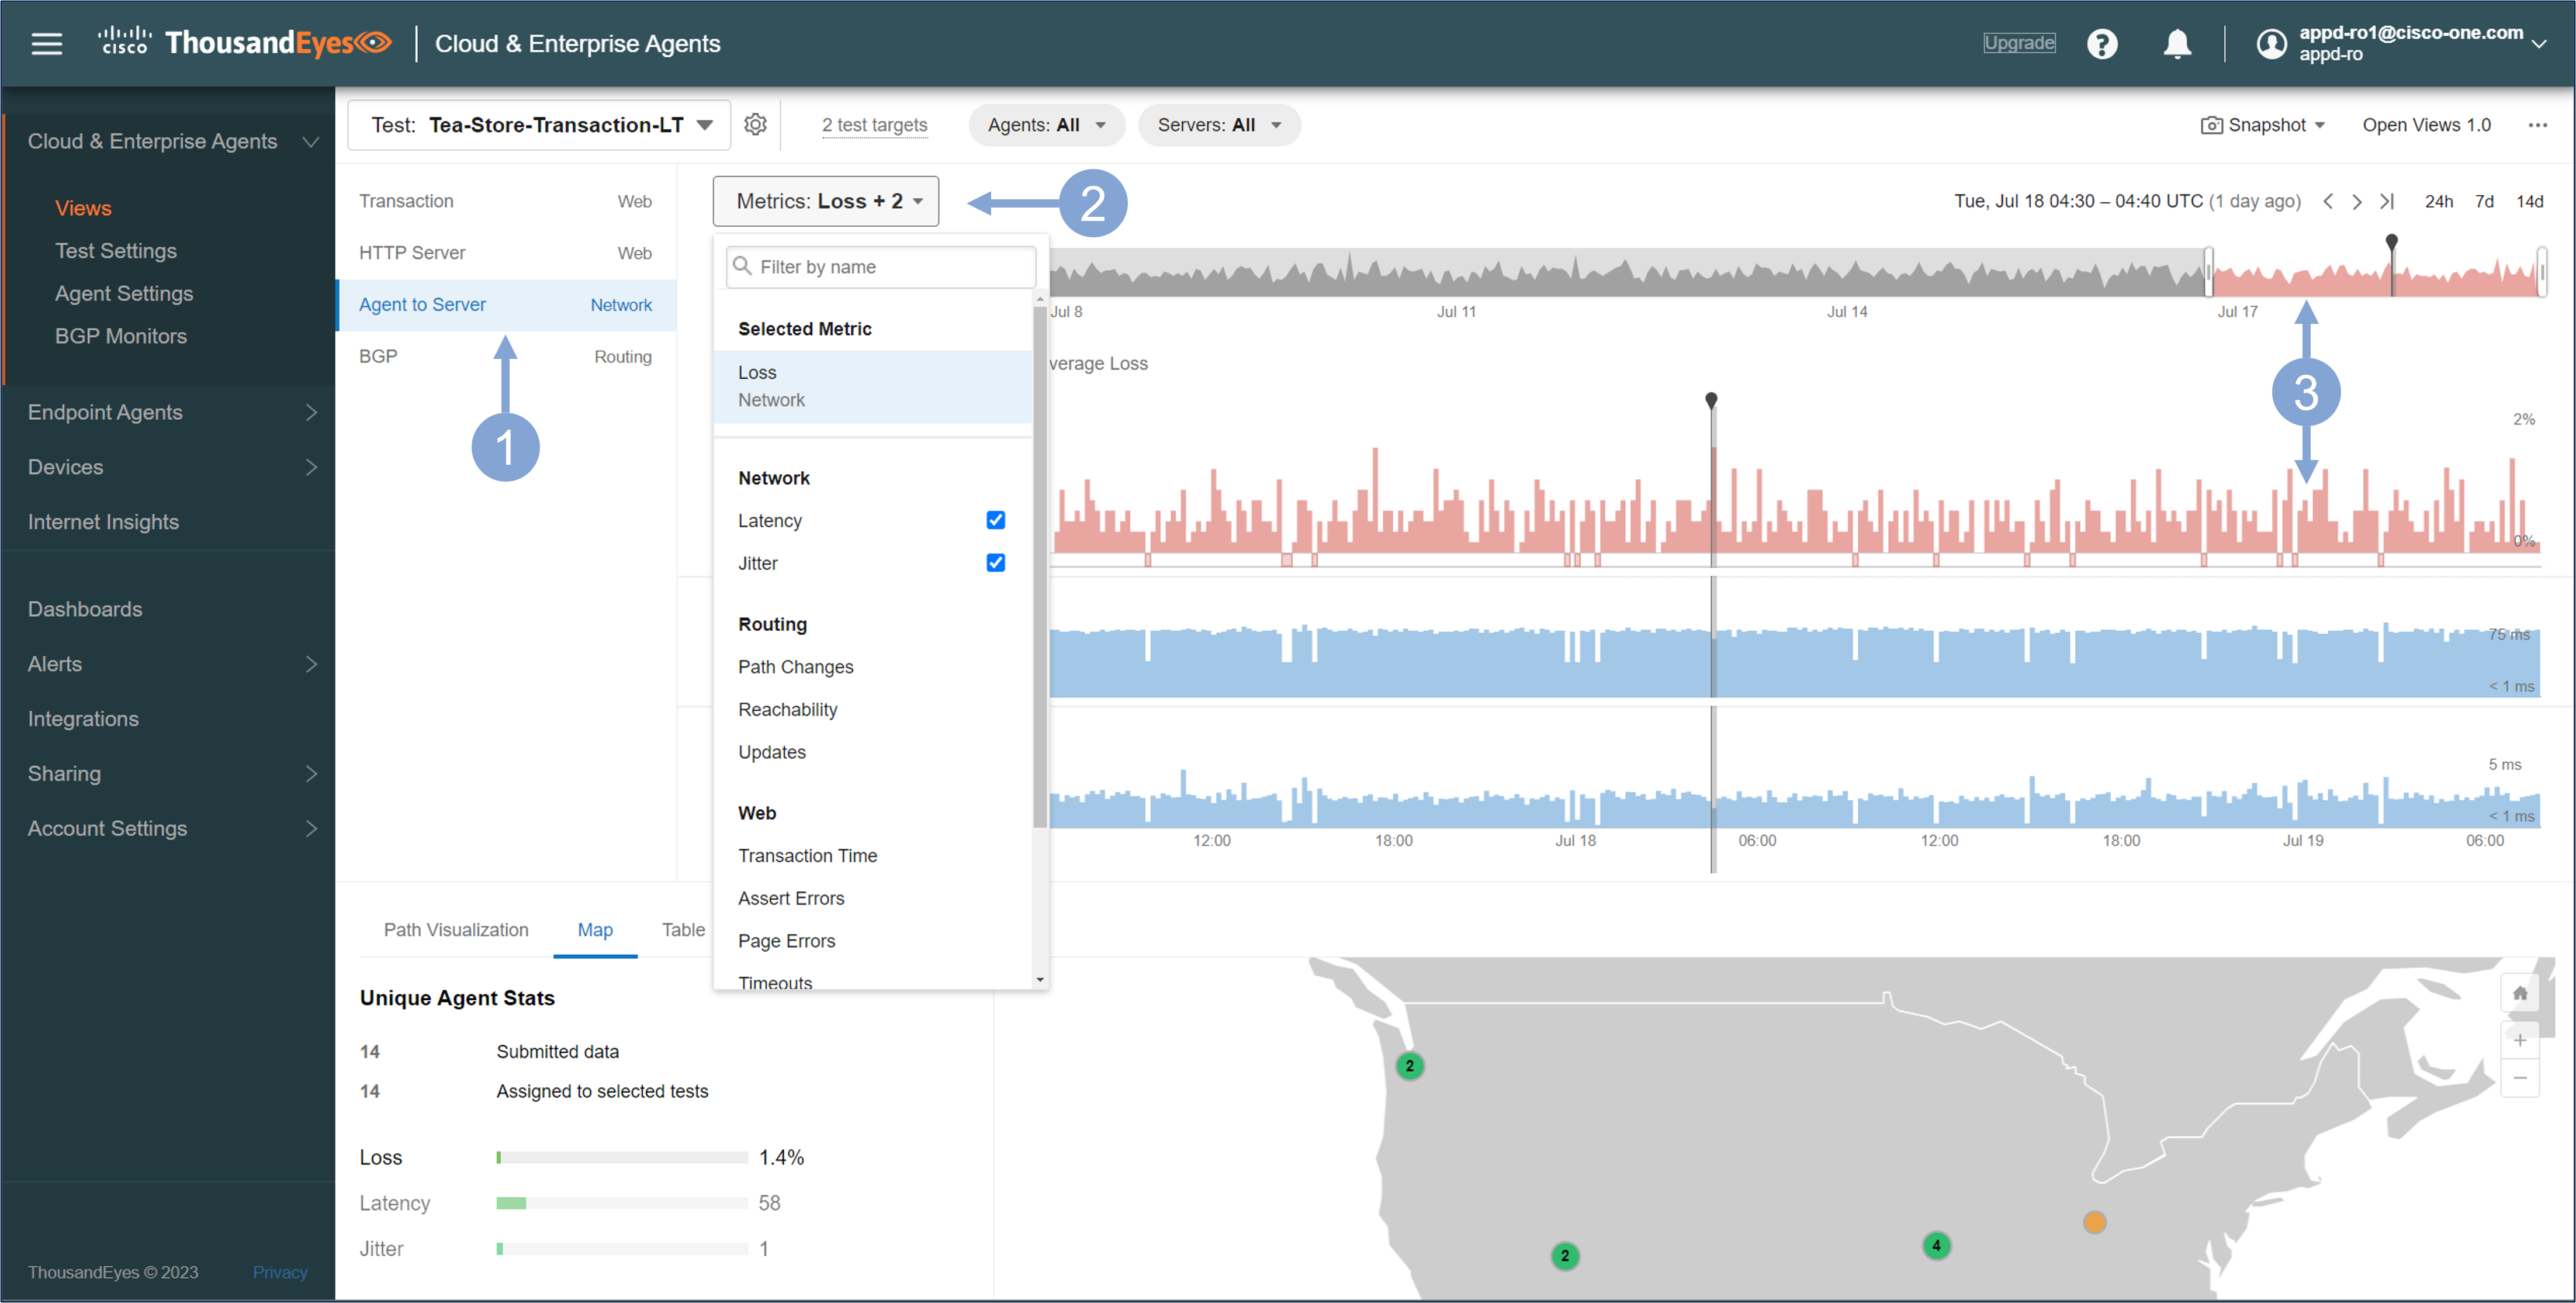 cisco ThousandEyes Cloud & Enterprise Agents
Upgrade
appd-ro1@cisco-one.com
appd-ro
Cloud & Enterprise Agents
Views
Test Settings
Agent Settings
BGP Monitors
Endpoint Agents
Devices
Internet Insights
Dashboards
Alerts
Integrations
Sharing
Account Settings
ThousandEyes © 2023 Privacy
Test: Tea-Store-Transaction-LT
2 test targets
Agents: All
Servers: All
Snapshot
Open Views 1.0
Transaction Web
HTTP Server Web
Agent to Server Network
BGP Routing
1
Metrics: Loss + 2
2
Tue, Jul 18 04:30 – 04:40 UTC (1 day ago)
24h 7d 14d
Filter by name
Selected Metric
Loss
Network
Network
Latency
Jitter
Routing
Path Changes
Reachability
Updates
Web
Transaction Time
Assert Errors
Page Errors
Timeouts
Jul 8 Jul 11 Jul 14 Jul 17
verage Loss
3
2%
0%
75 ms
< 1 ms
5 ms
< 1 ms
12:00 18:00 Jul 18 06:00 12:00 18:00 Jul 19 06:00
Path Visualization Map Table
Unique Agent Stats
14 Submitted data
14 Assigned to selected tests
Loss 1.4%
Latency 58
Jitter 1
2
2
4